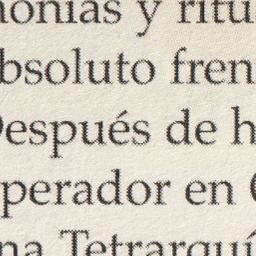 monias y ritu
bsoluto fren
Después de h
perador en
na Tetrarquí